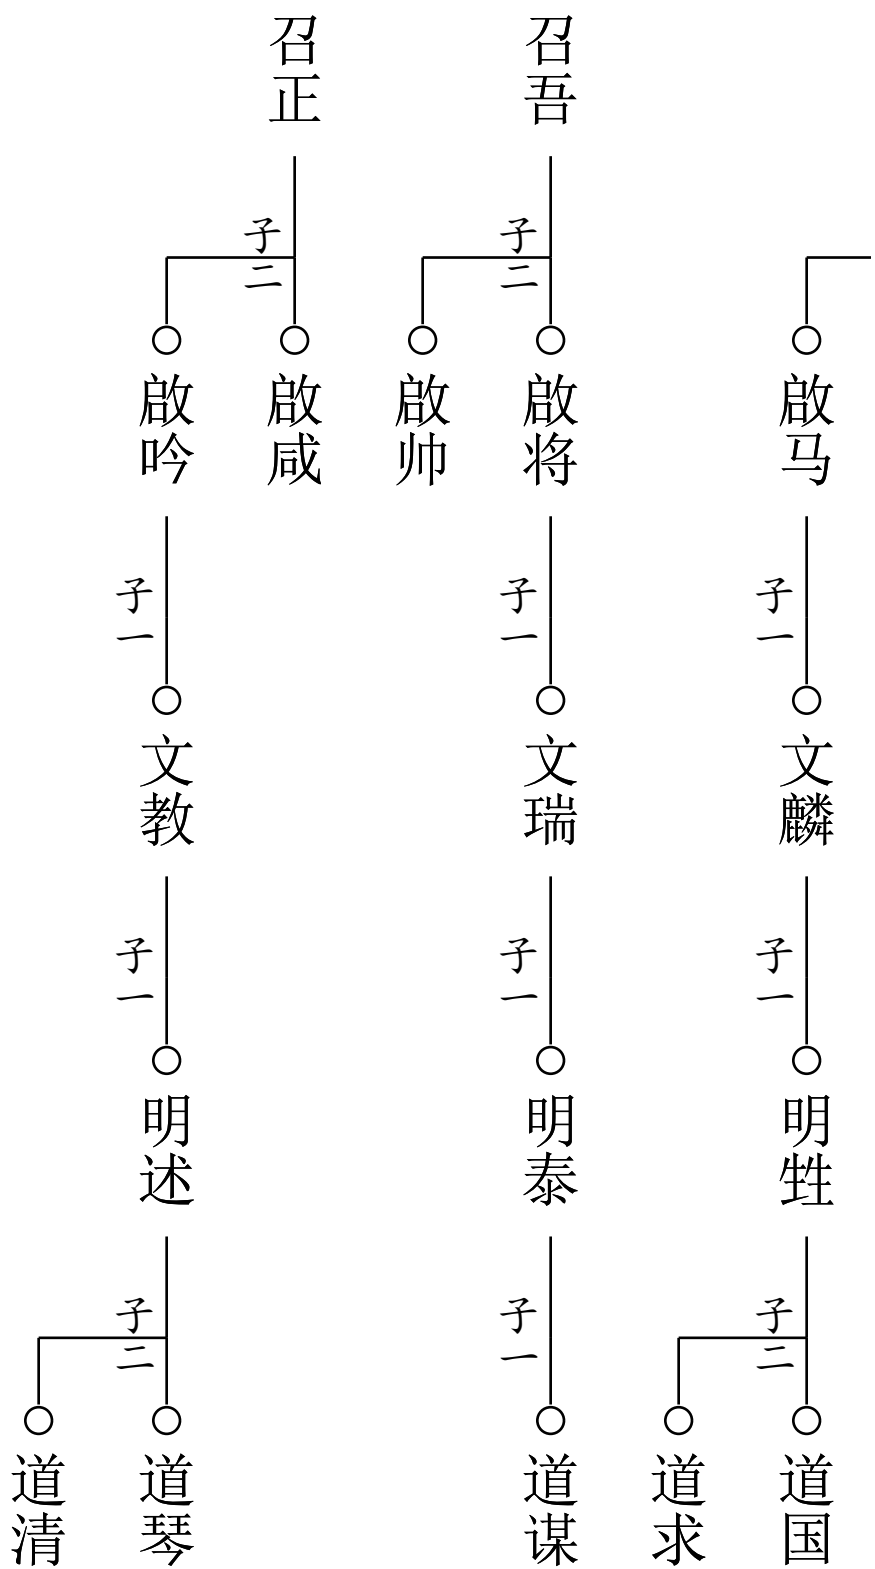 召吾
召正
子二
子二
啟马
啟将
啟帅
啟咸
啟吟
子一
子一
子一
文麟
文瑞
文教
子一
子一
子一
明甡
明泰
明述
子二
子一
子二
道国
道求
道谋
道琴
道清